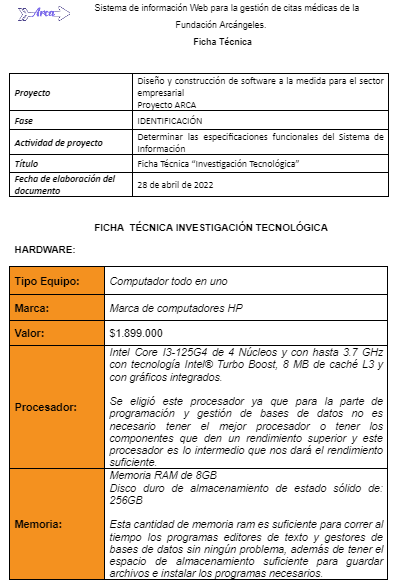 Arca
Sistema de información Web para la gestión de citas médicas de la
Fundación Arcángeles.
Ficha Técnica
Proyecto
Diseño y construcción de software a la medida para el sector
empresarial
Proyecto ARCA
Fase
IDENTIFICACIÓN
Actividad de proyecto
Determinar las especificaciones funcionales del Sistema de
Información
Título
Ficha Técnica “Investigación Tecnológica”
Fecha de elaboración del
documento
28 de abril de 2022
FICHA TÉCNICA INVESTIGACIÓN TECNOLÓGICA
HARDWARE:
Tipo Equipo:
Computador todo en uno
Marca:
Marca de computadores HP
Valor:
$1.899.000
Procesador:
Intel Core I3-125G4 de 4 Núcleos y con hasta 3.7 GHz
con tecnología Intel® Turbo Boost, 8 MB de caché L3 y
con gráficos integrados.
Se eligió este procesador ya que para la parte de
programación y gestión de bases de datos no es
necesario tener el mejor procesador o tener los
componentes que den un rendimiento superior y este
procesador es lo intermedio que nos dará el rendimiento
suficiente.
Memoria:
Memoria RAM de 8GB
Disco duro de almacenamiento de estado sólido de:
256GB
Esta cantidad de memoria ram es suficiente para correr al
tiempo los programas editores de texto y gestores de
bases de datos sin ningún problema, además de tener el
espacio de almacenamiento suficiente para guardar
archivos e instalar los programas necesarios.